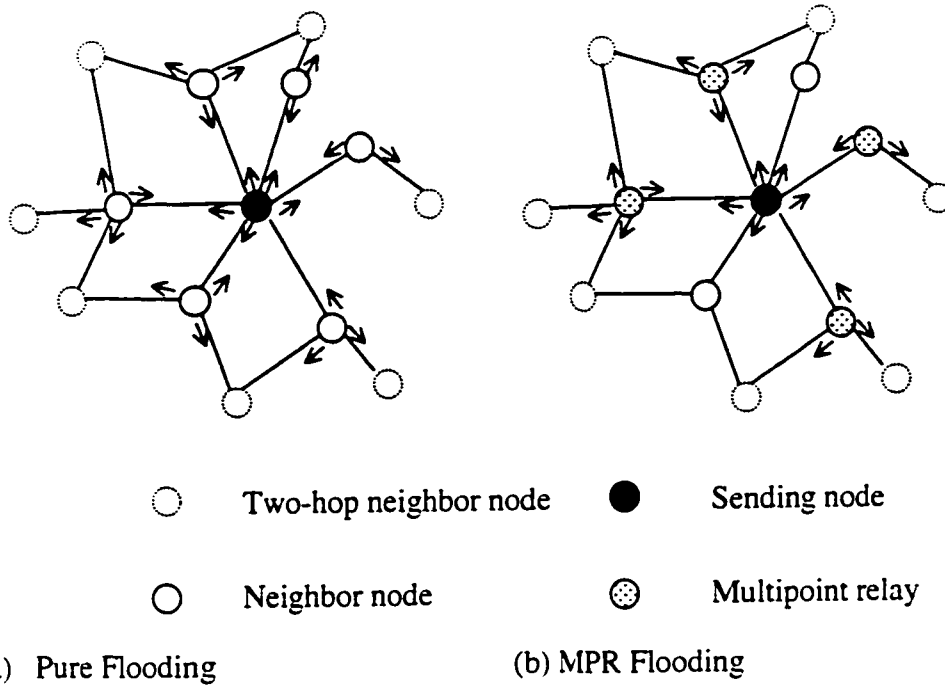 Two-hop neighbor node
Sending node
Neighbor node
Multipoint relay
) Pure Flooding
(b) MPR Flooding